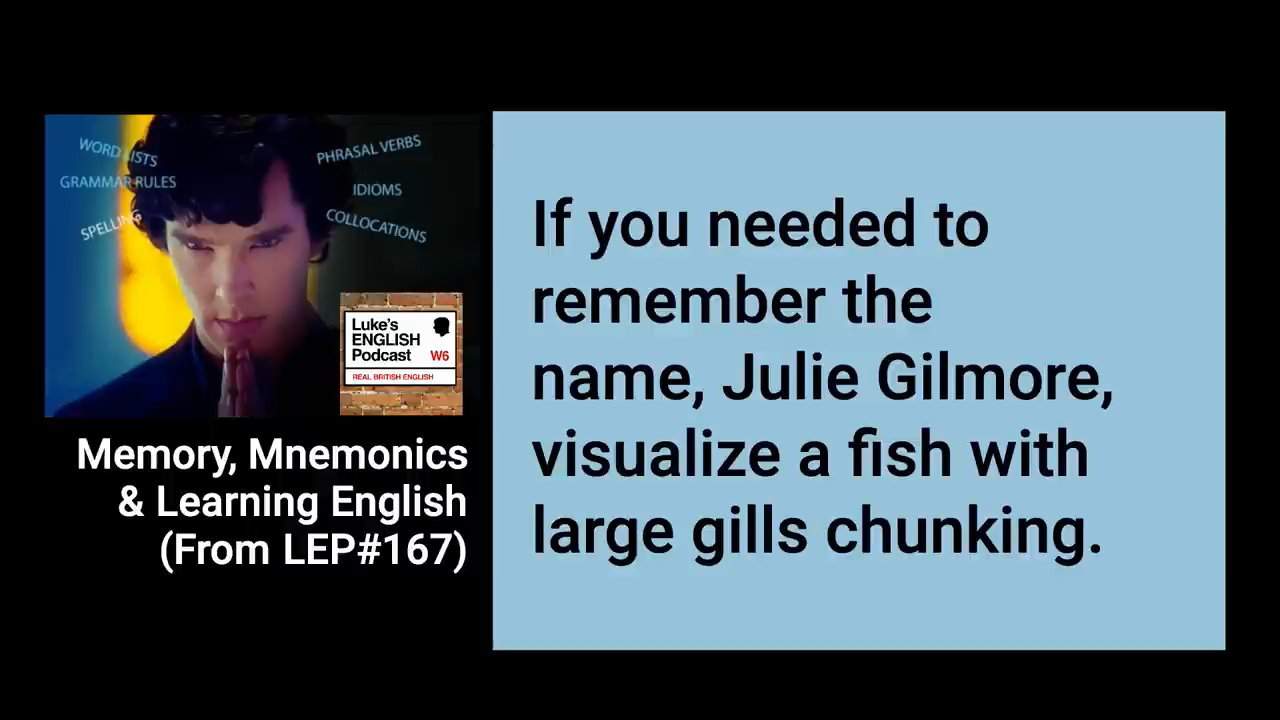 WORD LISTS
GRAMMAR RULES
SPELLING
PHRASAL VERBS
IDIOMS
COLLOCATIONS
Luke's
ENGLISH
Podcast W6
REAL BRITISH ENGLISH
Memory, Mnemonics
& Learning English
(From LEP#167)
If you needed to
remember the
name, Julie Gilmore,
visualize a fish with
large gills chunking.